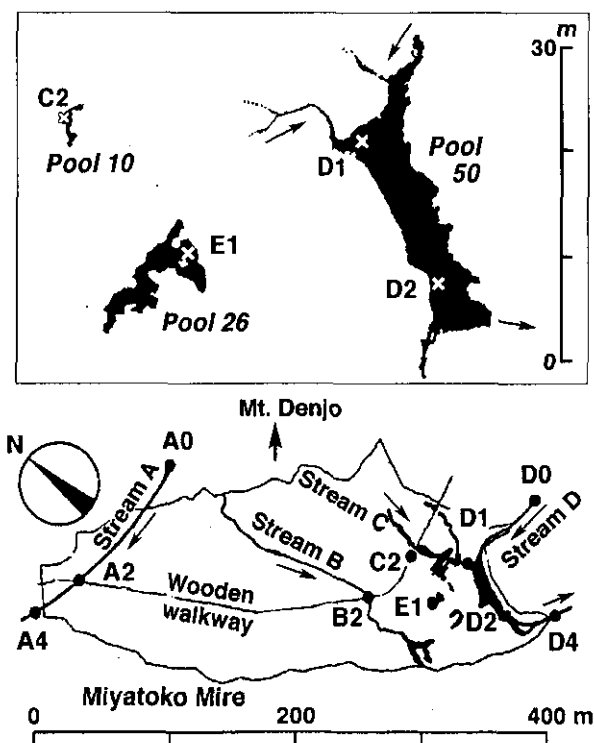 m
30
C2
Pool 10
D1
Pool
50
E1
D2
Pool 26
0
Mt. Denjo
N
A0
Stream A
Stream C
D1
D0
Stream B
C2
Stream D
A2
Wooden
walkway
E1
B2
D2
D4
A4
Miyatoko Mire
0
200
400 m